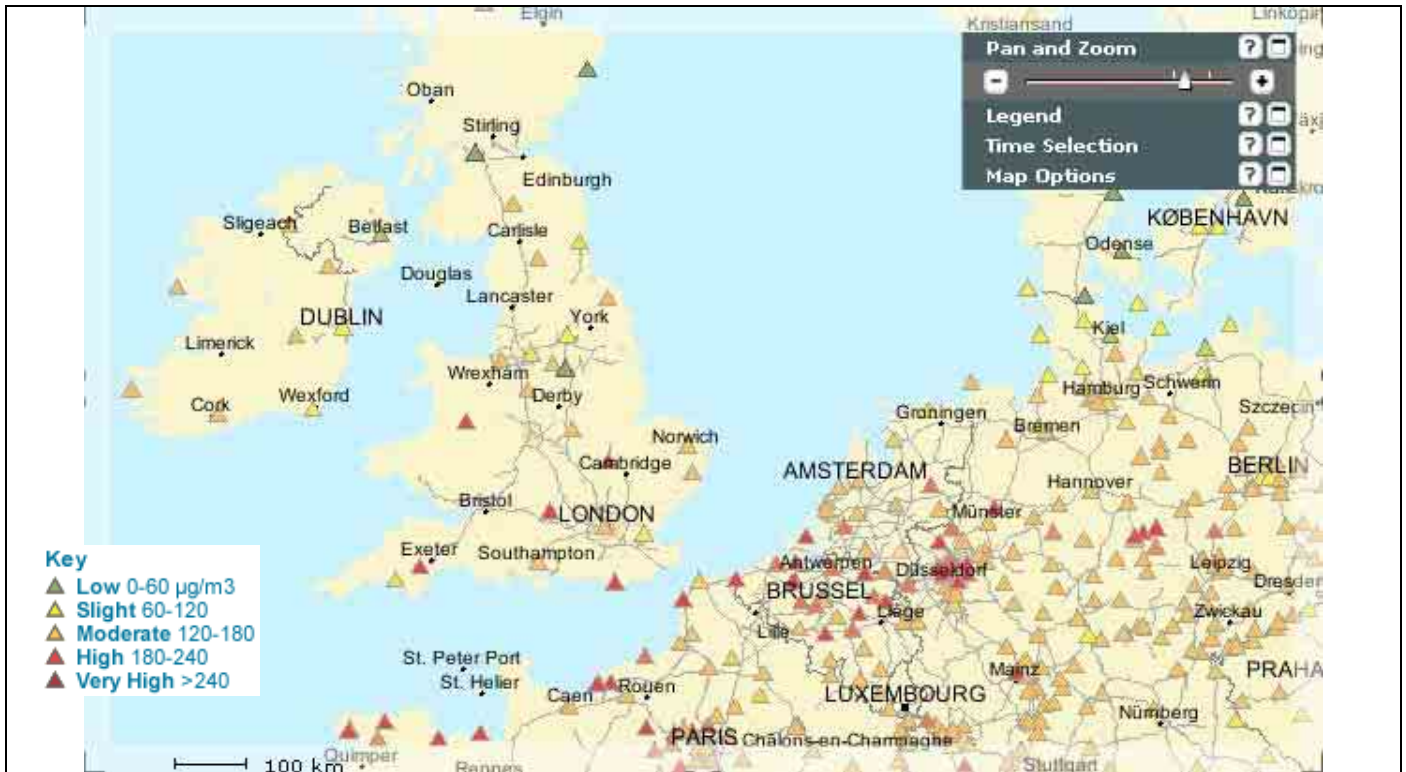 Elgin
Kristiansand
Pan and Zoom
Oban
Legend
Stirling
Time Selection
Edinburgh
Map Options
KØBENHAVN
Sligeach
Belfast
Carlisle
Odense
Douglas
Lancaster
DUBLIN
York
Kiel
Limerick
Wrexham
Derby
Hamburg
Schwerin
Cork
Wexford
Groningen
Szczecin
Bremen
Norwich
Cambridge
AMSTERDAM
BERLIN
Hannover
Bristol
LONDON
Münster
Exeter
Southampton
Antwerpen
Düsseldorf
Leipzig
Dresden
BRUSSEL
Liège
Zwickau
Lille
Key
Low 0-60 µg/m3
Slight 60-120
Moderate 120-180
High 180-240
Very High >240
St. Peter Port
St. Helier
Caen
Rouen
Mainz
PRAHA
LUXEMBOURG
Nürnberg
PARIS
Châlons-en-Champagne
Quimper
100 km
Rennes
Stuttgart